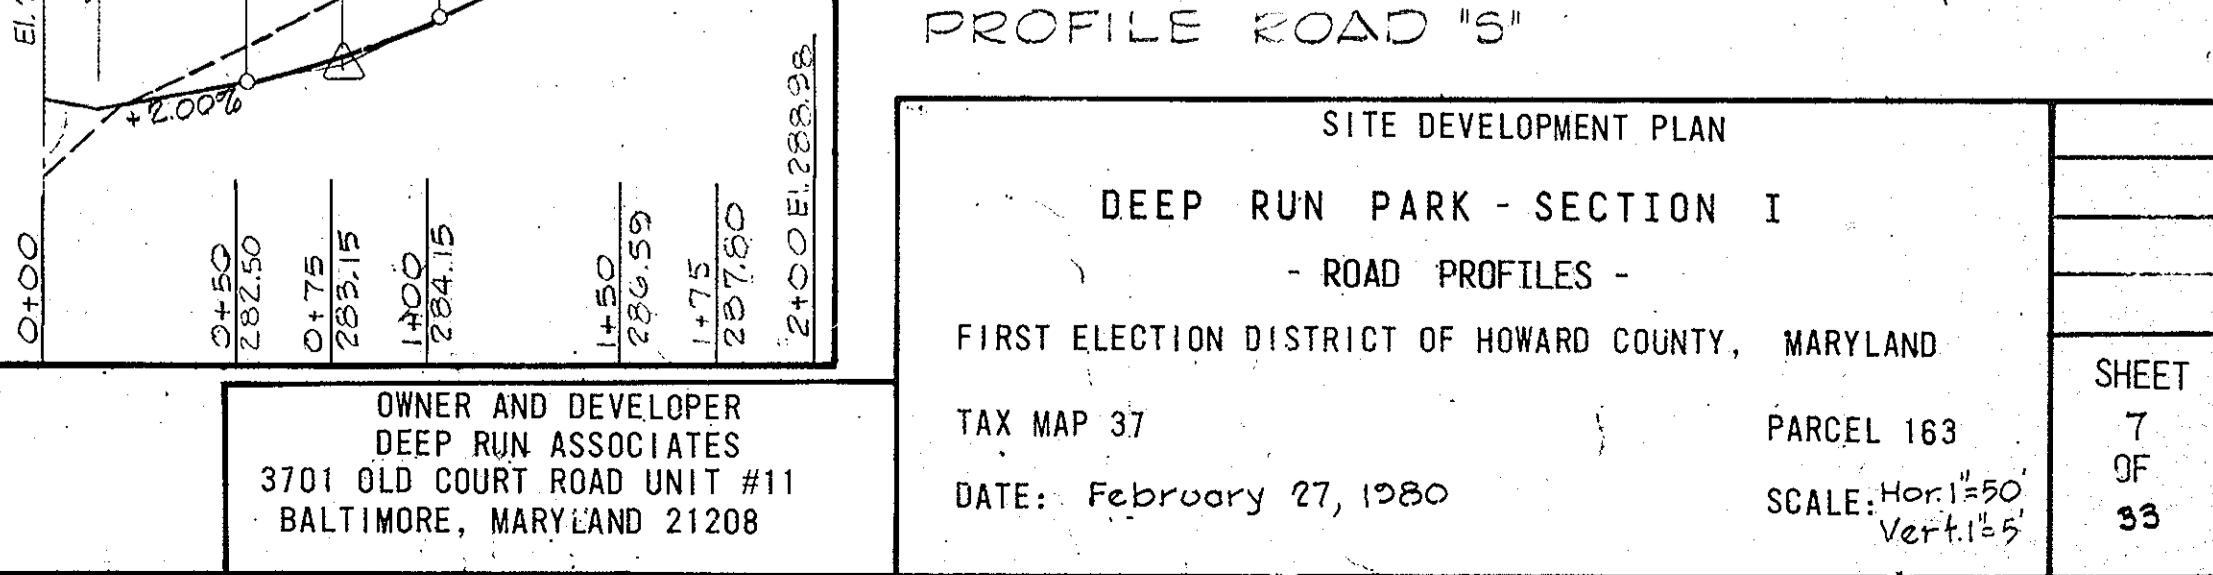 El.
+2.00%
0+00
0+50
282.50
0+75
283.15
1+00
284.15
1+50
286.59
1+75
287.80
2+00 El. 288.98
PROFILE ROAD "S"
SITE DEVELOPMENT PLAN
DEEP RUN PARK - SECTION I
- ROAD PROFILES -
FIRST ELECTION DISTRICT OF HOWARD COUNTY, MARYLAND
TAX MAP 37 PARCEL 163
DATE: February 27, 1980 SCALE: Hor. 1"=50'
Vert. 1"=5'
SHEET
7
OF
33
OWNER AND DEVELOPER
DEEP RUN ASSOCIATES
3701 OLD COURT ROAD UNIT #11
BALTIMORE, MARYLAND 21208